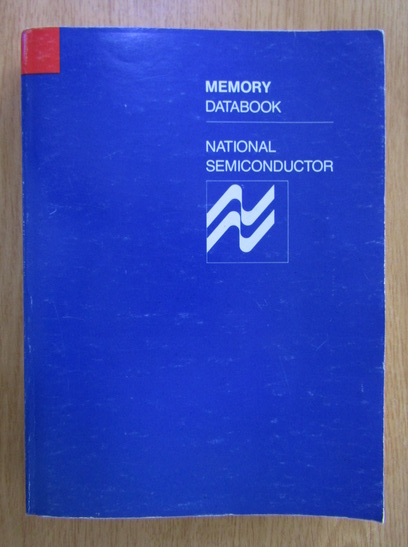 MEMORY
DATABOOK
NATIONAL
SEMICONDUCTOR